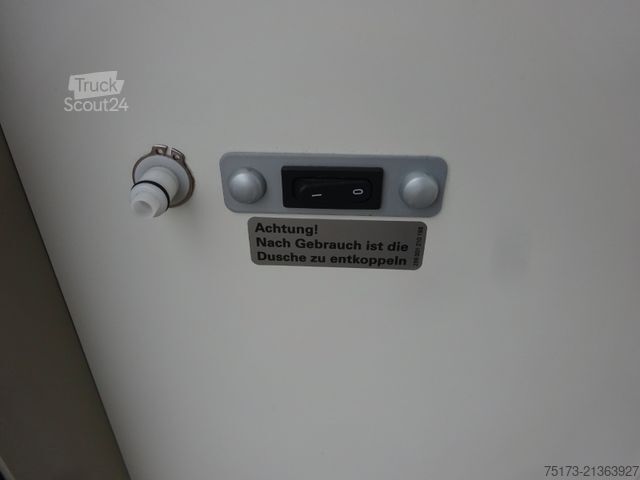 Truck
Scout24
I O
Achtung!
Nach Gebrauch ist die
Dusche zu entkoppeln
75173-21363927